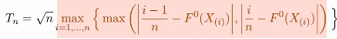 $T_n = \sqrt{n} \max_{i=1,\ldots,n} \left\{ \max \left( \left| \frac{i-1}{n} - F^0(X_{(i)}) \right|, \left| \frac{i}{n} - F^0(X_{(i)}) \right| \right) \right\}$